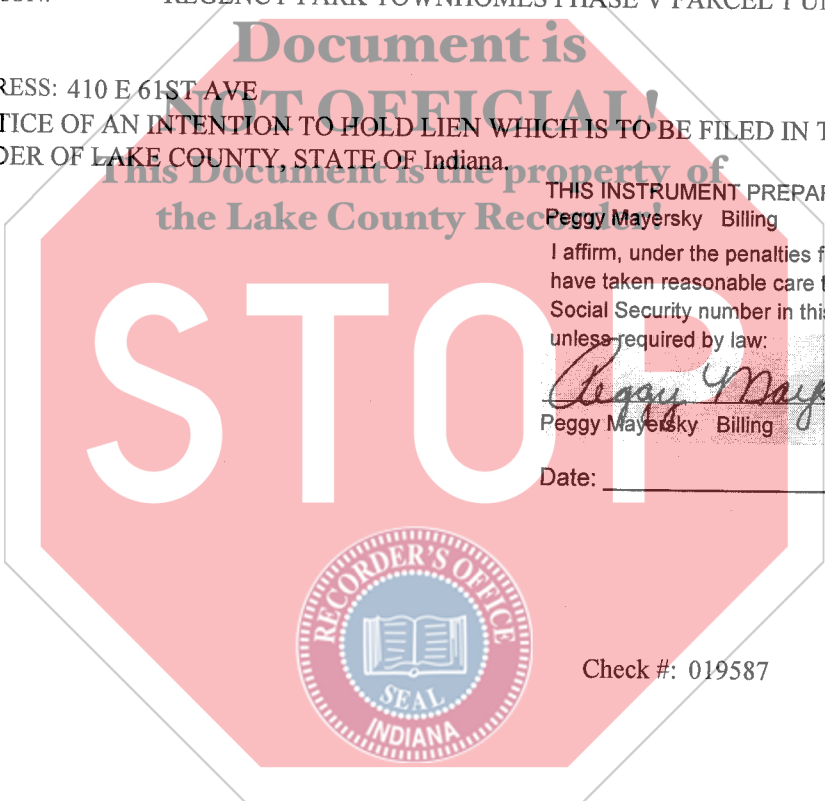 REGENCY PARK TOWNHOMES PHASE V PARCEL 1
Document is
RESS: 410 E 61ST AVE
NOT OFFICIAL!
TICE OF AN INTENTION TO HOLD LIEN WHICH IS TO BE FILED IN T
DER OF LAKE COUNTY, STATE OF Indiana.
This Document is the property of
the Lake County Recorder!
THIS INSTRUMENT PREPAR
Peggy Mayersky Billing
I affirm, under the penalties f
have taken reasonable care t
Social Security number in this
unless required by law:
Peggy May
Peggy Mayersky Billing
Date:
STOP
RECORDER'S OFFICE
SEAL
INDIANA
Check #: 019587